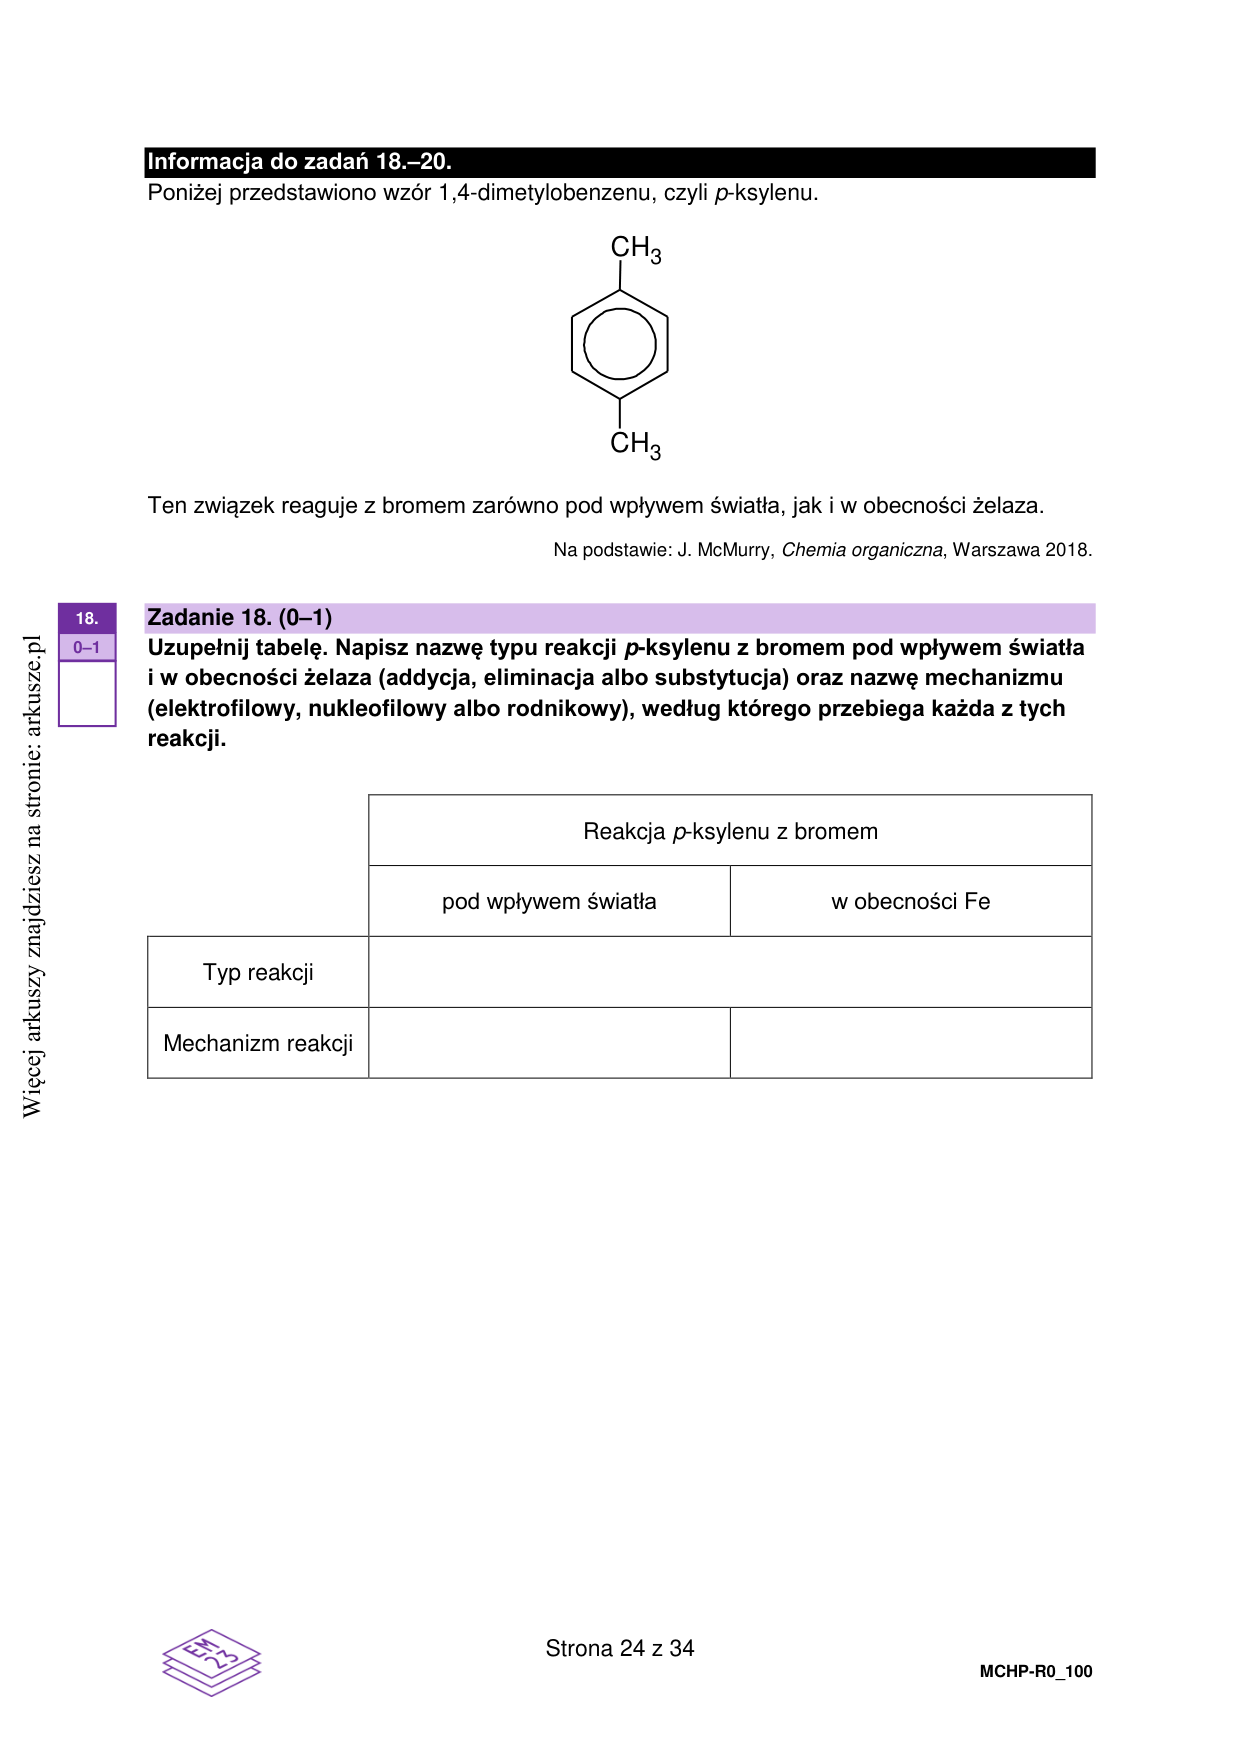 Informacja do zadań 18.–20.
Poniżej przedstawiono wzór 1,4-dimetylobenzenu, czyli p-ksylenu.
CH3
CH3
Ten związek reaguje z bromem zarówno pod wpływem światła, jak i w obecności żelaza.
Na podstawie: J. McMurry, Chemia organiczna, Warszawa 2018.
18.
0–1
Zadanie 18. (0–1)
Uzupełnij tabelę. Napisz nazwę typu reakcji p-ksylenu z bromem pod wpływem światła
i w obecności żelaza (addycja, eliminacja albo substytucja) oraz nazwę mechanizmu
(elektrofilowy, nukleofilowy albo rodnikowy), według którego przebiega każda z tych
reakcji.
Reakcja p-ksylenu z bromem
pod wpływem światła
w obecności Fe
Typ reakcji
Mechanizm reakcji
Więcej arkuszy znajdziesz na stronie: arkusze.pl
EM
23
Strona 24 z 34
MCHP-R0_100